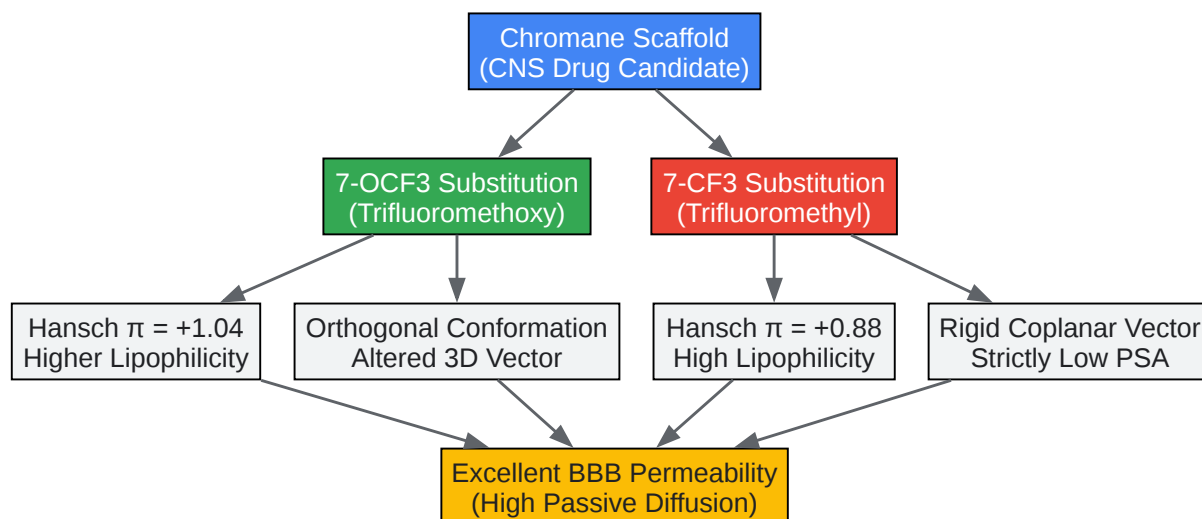 Chromane Scaffold
(CNS Drug Candidate)
7-OCF3 Substitution
(Trifluoromethoxy)
7-CF3 Substitution
(Trifluoromethyl)
Hansch π = +1.04
Higher Lipophilicity
Orthogonal Conformation
Altered 3D Vector
Hansch π = +0.88
High Lipophilicity
Rigid Coplanar Vector
Strictly Low PSA
Excellent BBB Permeability
(High Passive Diffusion)